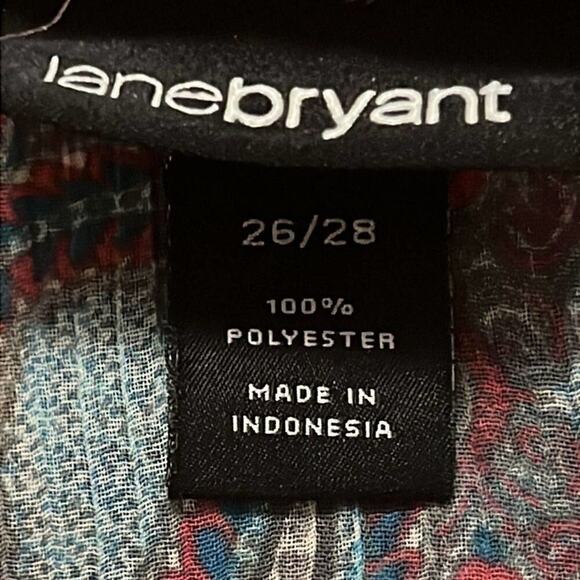 lanebryant
26/28
100%
POLYESTER
MADE IN
INDONESIA